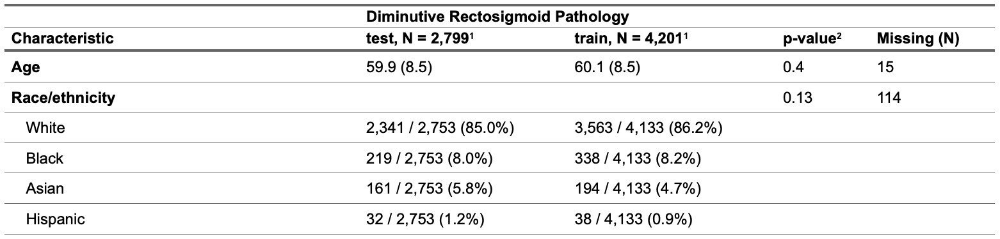 Diminutive Rectosigmoid Pathology
Characteristic test, N = 2,799¹ train, N = 4,201¹ p-value² Missing (N)
Age 59.9 (8.5) 60.1 (8.5) 0.4 15
Race/ethnicity 0.13 114
White 2,341 / 2,753 (85.0%) 3,563 / 4,133 (86.2%)
Black 219 / 2,753 (8.0%) 338 / 4,133 (8.2%)
Asian 161 / 2,753 (5.8%) 194 / 4,133 (4.7%)
Hispanic 32 / 2,753 (1.2%) 38 / 4,133 (0.9%)